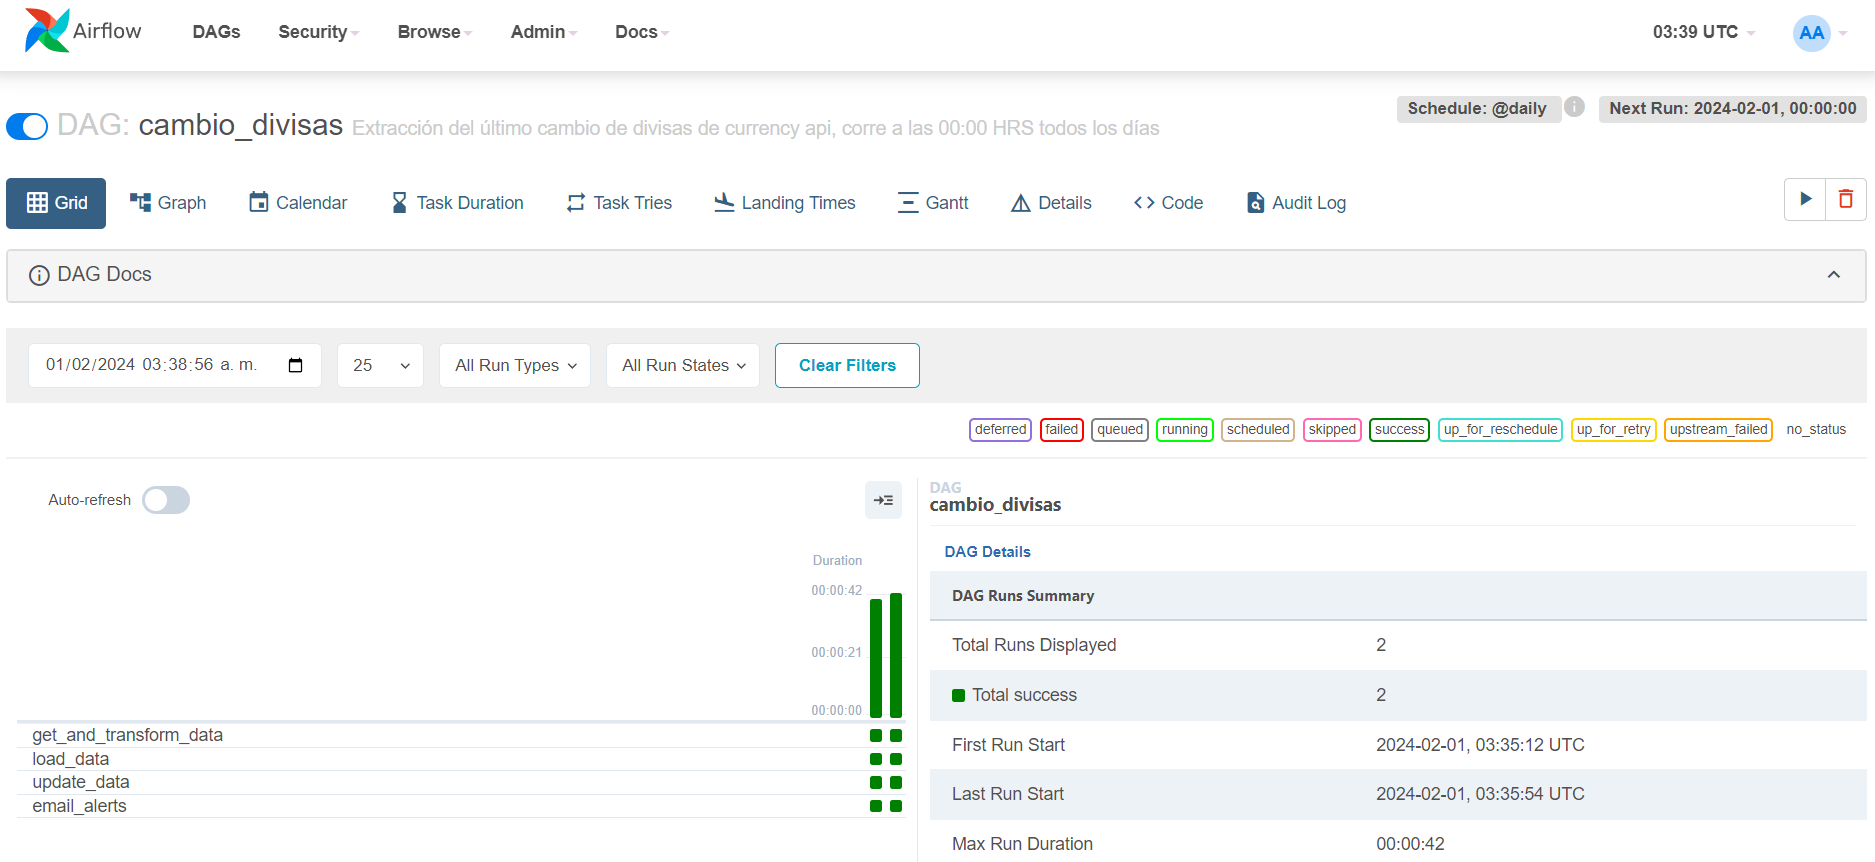 Airflow DAGs Security Browse Admin Docs 03:39 UTC AA
Schedule: @daily i Next Run: 2024-02-01, 00:00:00
DAG: cambio_divisas Extracción del último cambio de divisas de currency api, corre a las 00:00 HRS todos los días
Grid Graph Calendar Task Duration Task Tries Landing Times Gantt Details Code Audit Log
DAG Docs
01/02/2024 03:38:56 a. m. 25 All Run Types All Run States Clear Filters
deferred failed queued running scheduled skipped success up_for_reschedule up_for_retry upstream_failed no_status
Auto-refresh
Duration
00:00:42
00:00:21
00:00:00
get_and_transform_data
load_data
update_data
email_alerts
DAG
cambio_divisas
DAG Details
DAG Runs Summary
Total Runs Displayed 2
Total success 2
First Run Start 2024-02-01, 03:35:12 UTC
Last Run Start 2024-02-01, 03:35:54 UTC
Max Run Duration 00:00:42